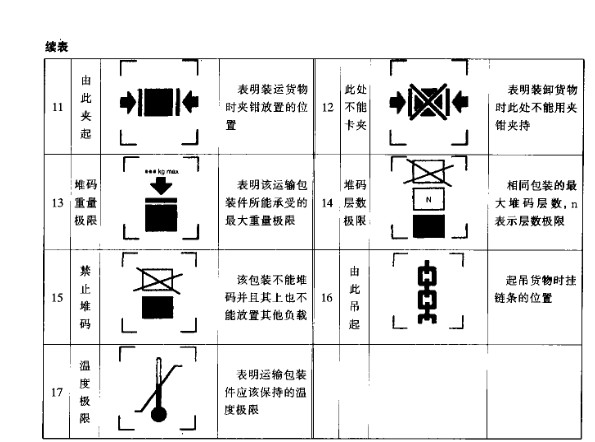 续表
11
由
此
夹
起
表明装运货物
时夹钳放置的位
置
12
此处
不能
卡夹
表明装卸货物
时此处不能用夹
钳夹持
13
堆码
重量
极限
kg max
表明该运输包
装件所能承受的
最大重量极限
14
堆码
层数
极限
N
相同包装的最
大堆码层数,n
表示层数极限
15
禁
止
堆
码
该包装不能堆
码并且其上也不
能放置其他负载
16
由
此
吊
起
起吊货物时挂
链条的位置
17
温
度
极
限
表明运输包装
件应该保持的温
度极限